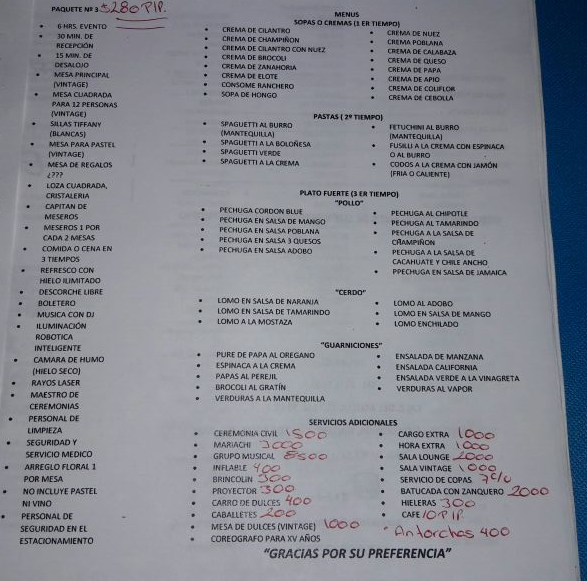 PAQUETE Nº 3 $280 P/P.
6 HRS. EVENTO
30 MIN. DE
RECEPCIÓN
15 MIN. DE
DESALOJO
MESA PRINCIPAL
(VINTAGE)
MESA CUADRADA
PARA 12 PERSONAS
(VINTAGE)
SILLAS TIFFANY
(BLANCAS)
MESA PARA PASTEL
(VINTAGE)
MESA DE REGALOS
¿???
LOZA CUADRADA,
CRISTALERIA
CAPITAN DE
MESEROS
MESEROS 1 POR
CADA 2 MESAS
COMIDA O CENA EN
3 TIEMPOS
REFRESCO CON
HIELO ILIMITADO
DESCORCHE LIBRE
BOLETERO
MUSICA CON DJ
ILUMINACIÓN
ROBOTICA
INTELIGENTE
CAMARA DE HUMO
(HIELO SECO)
RAYOS LASER
MAESTRO DE
CEREMONIAS
PERSONAL DE
LIMPIEZA
SEGURIDAD Y
SERVICIO MEDICO
ARREGLO FLORAL 1
POR MESA
NO INCLUYE PASTEL
NI VINO
PERSONAL DE
SEGURIDAD EN EL
ESTACIONAMIENTO
MENUS
SOPAS O CREMAS (1 ER TIEMPO)
CREMA DE CILANTRO
CREMA DE CHAMPIÑON
CREMA DE CILANTRO CON NUEZ
CREMA DE BROCOLI
CREMA DE ZANAHORIA
CREMA DE ELOTE
CONSOME RANCHERO
SOPA DE HONGO
CREMA DE NUEZ
CREMA POBLANA
CREMA DE CALABAZA
CREMA DE QUESO
CREMA DE PAPA
CREMA DE APIO
CREMA DE COLIFLOR
CREMA DE CEBOLLA
PASTAS ( 2º TIEMPO)
SPAGUETTI AL BURRO
(MANTEQUILLA)
SPAGUETTI A LA BOLOÑESA
SPAGUETTI VERDE
SPAGUETTI A LA CREMA
FETUCHINI AL BURRO
(MANTEQUILLA)
FUSILLI A LA CREMA CON ESPINACA
O AL BURRO
CODOS A LA CREMA CON JAMÓN
(FRIA O CALIENTE)
PLATO FUERTE (3 ER TIEMPO)
"POLLO"
PECHUGA CORDON BLUE
PECHUGA EN SALSA DE MANGO
PECHUGA EN SALSA POBLANA
PECHUGA EN SALSA 3 QUESOS
PECHUGA EN SALSA ADOBO
PECHUGA AL CHIPOTLE
PECHUGA AL TAMARINDO
PECHUGA A LA SALSA DE
CHAMPIÑON
PECHUGA A LA SALSA DE
CACAHUATE Y CHILE ANCHO
PPECHUGA EN SALSA DE JAMAICA
"CERDO"
LOMO EN SALSA DE NARANJA
LOMO EN SALSA DE TAMARINDO
LOMO A LA MOSTAZA
LOMO AL ADOBO
LOMO EN SALSA DE MANGO
LOMO ENCHILADO
"GUARNICIONES"
PURE DE PAPA AL OREGANO
ESPINACA A LA CREMA
PAPAS AL PEREJIL
BROCOLI AL GRATÍN
VERDURAS A LA MANTEQUILLA
ENSALADA DE MANZANA
ENSALADA CALIFORNIA
ENSALADA VERDE A LA VINAGRETA
VERDURAS AL VAPOR
SERVICIOS ADICIONALES
CEREMONIA CIVIL 1500
MARIACHI 3000
GRUPO MUSICAL 8500
INFLABLE 400
BRINCOLIN 300
PROYECTOR 300
CARRO DE DULCES 400
CABALLETES 200
MESA DE DULCES (VINTAGE) 1000
COREOGRAFO PARA XV AÑOS
CARGO EXTRA 1000
HORA EXTRA 1000
SALA LOUNGE 2000
SALA VINTAGE 1000
SERVICIO DE COPAS 7 c/u
BATUCADA CON ZANQUERO 2000
HIELERAS 300
CAFE 10 P/P.
Antorchas 400
"GRACIAS POR SU PREFERENCIA"